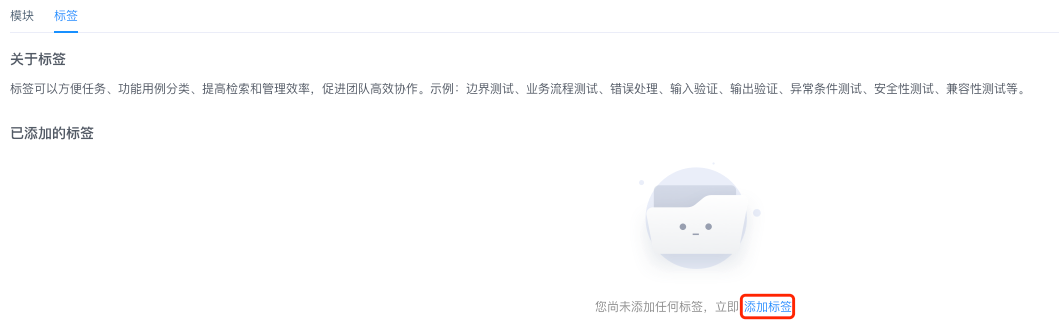 模块 标签
关于标签
标签可以方便任务、功能用例分类、提高检索和管理效率，促进团队高效协作。示例：边界测试、业务流程测试、错误处理、输入验证、输出验证、异常条件测试、安全性测试、兼容性测试等。
已添加的标签
您尚未添加任何标签，立即 添加标签